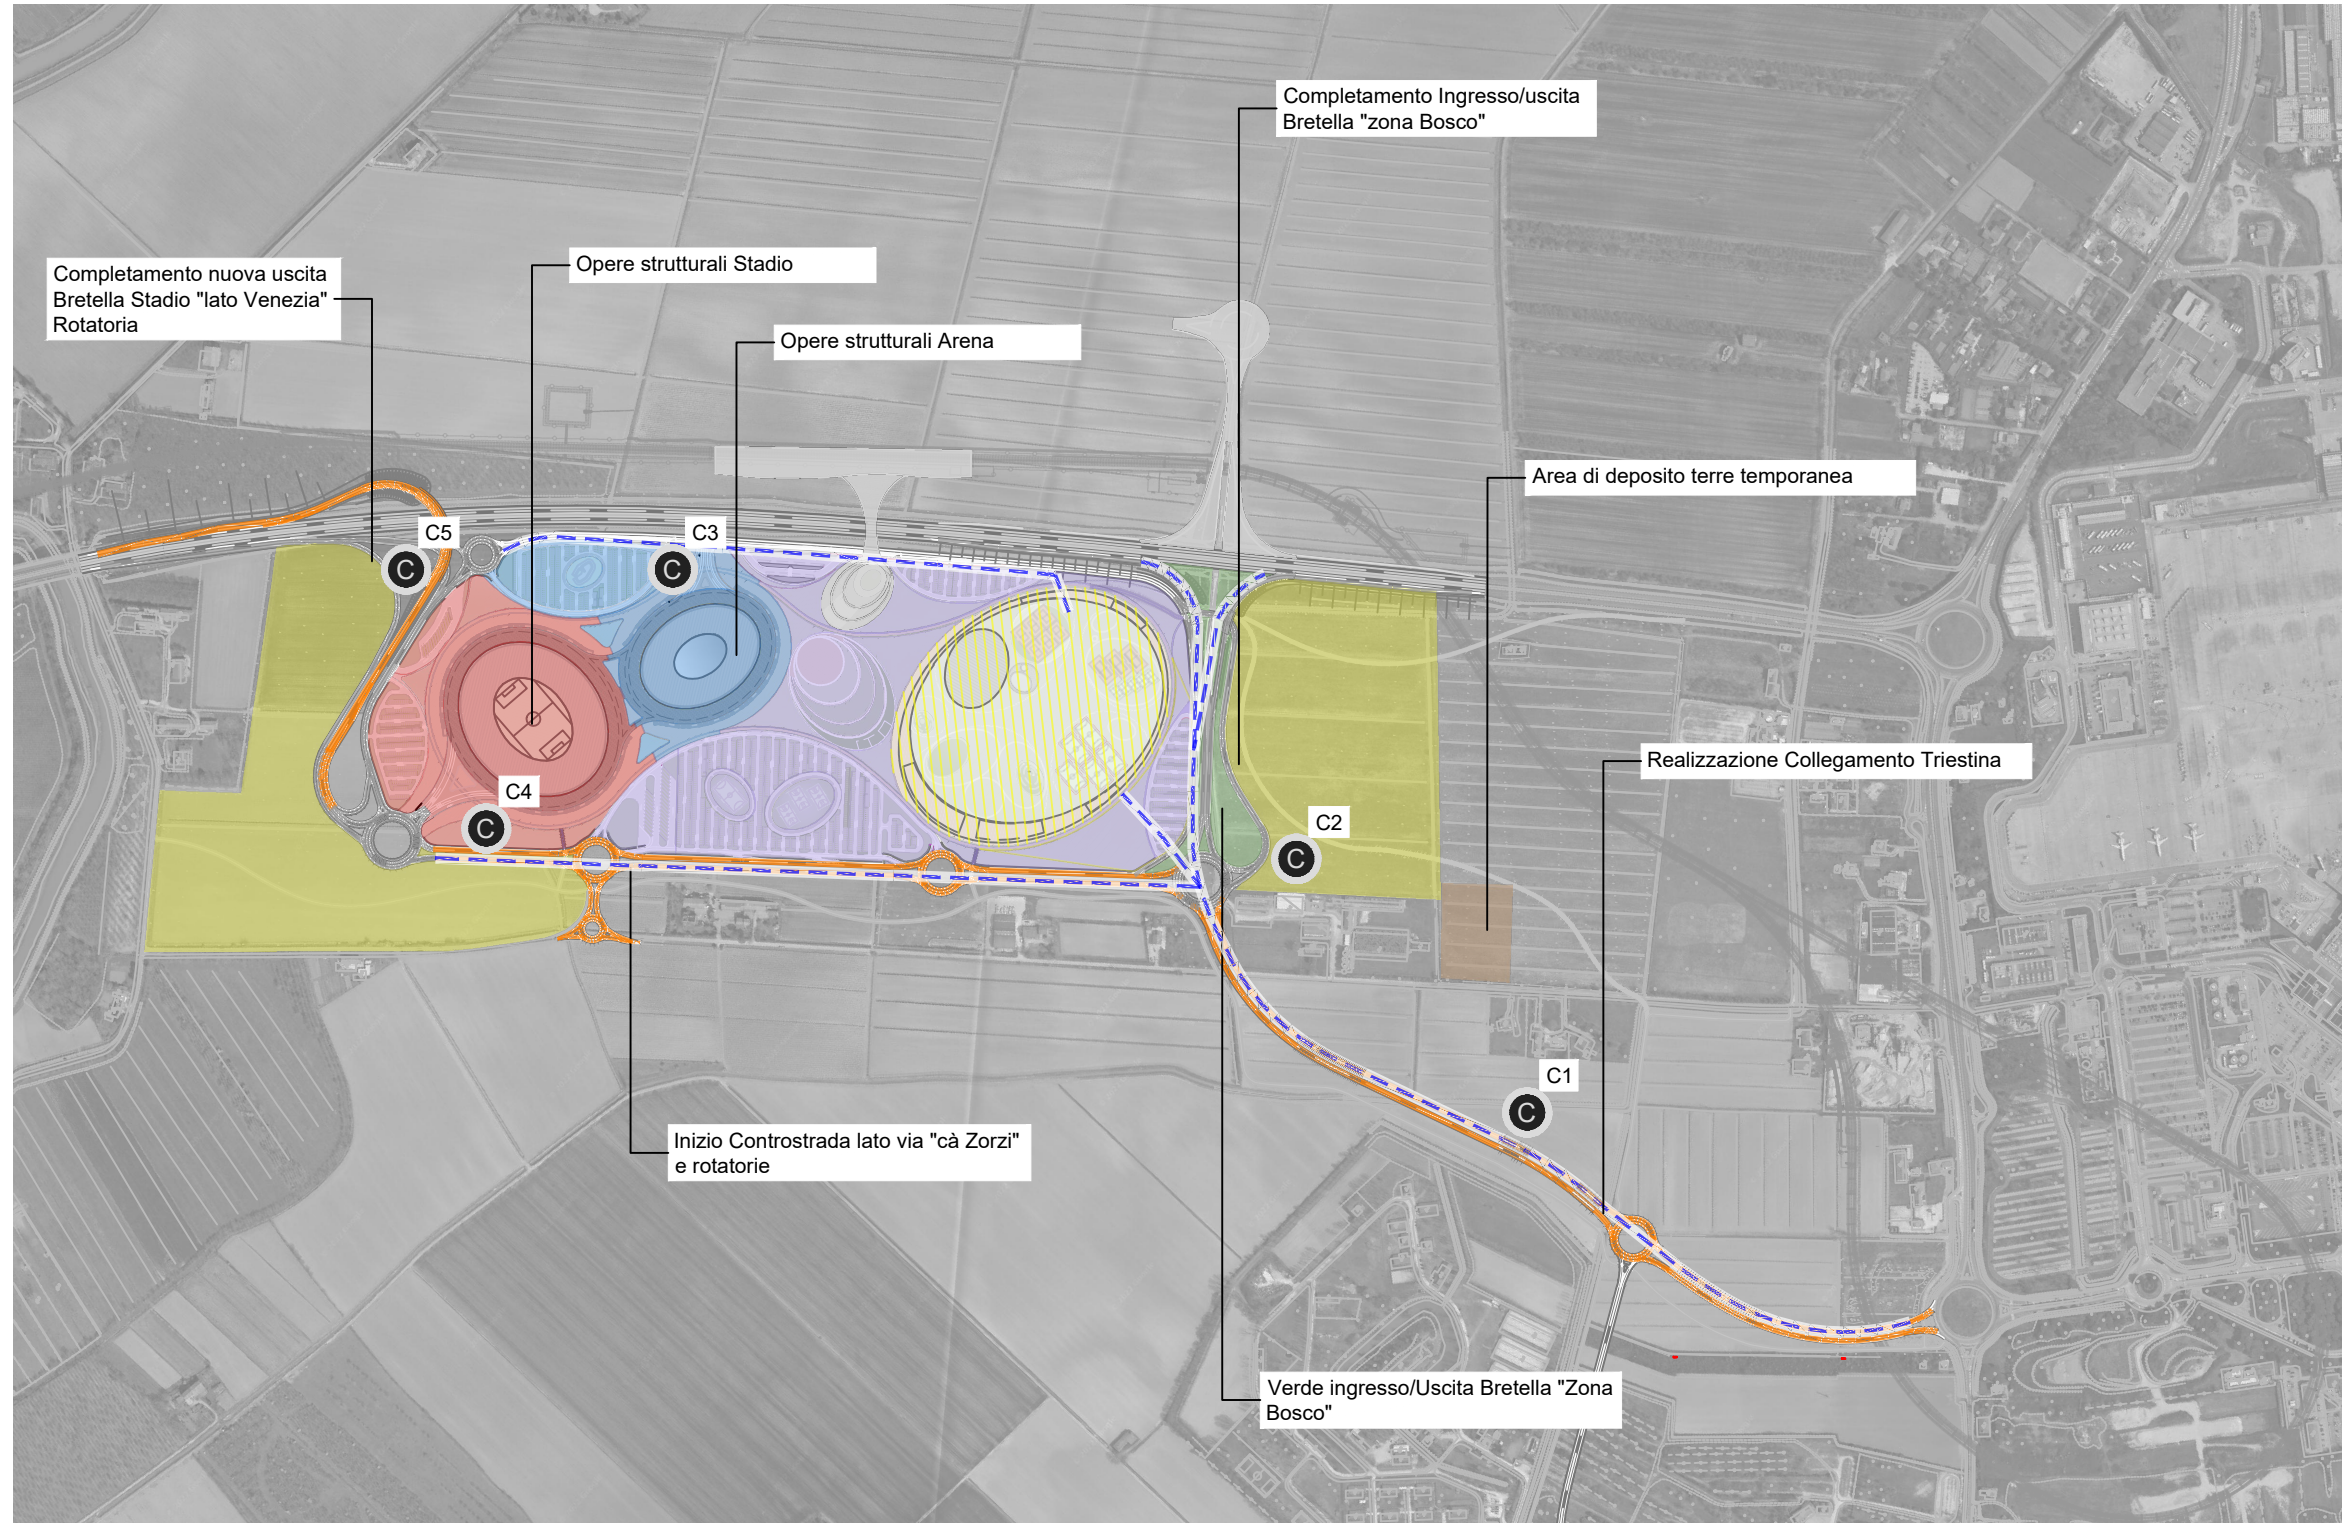 Completamento Ingresso/uscita
Bretella "zona Bosco"
Completamento nuova uscita
Bretella Stadio "lato Venezia"
Rotatoria
Opere strutturali Stadio
Opere strutturali Arena
Area di deposito terre temporanea
C5
C
C3
C
Realizzazione Collegamento Triestina
C4
C
C2
C
C1
C
Inizio Controstrada lato via "cà Zorzi"
e rotatorie
Verde ingresso/Uscita Bretella "Zona
Bosco"